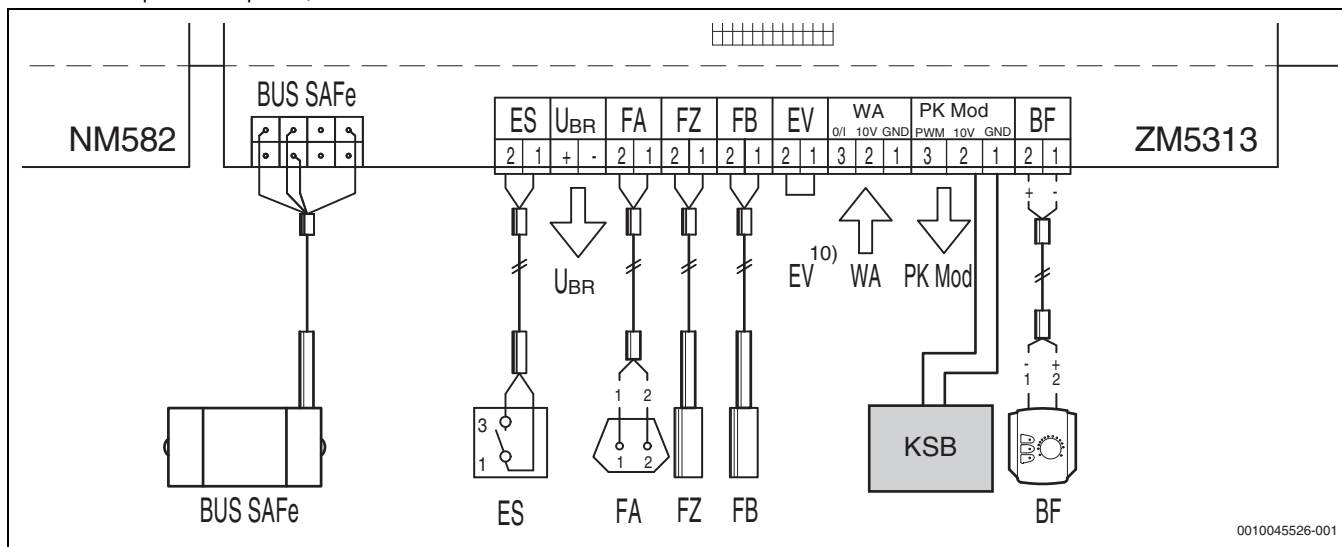 BUS SAFe
NM582
ZM5313
ES UBR FA FZ FB EV WA PK Mod BF
0/I 10V GND PWM 10V GND
2 1 + - 2 1 2 1 2 1 2 1 3 2 1 3 2 1 2 1
+ -
UBR
EV 10) WA PK Mod
- +
1 2
1 2
3
1
1 2
KSB
BUS SAFe
ES FA FZ FB BF
0010045526-001